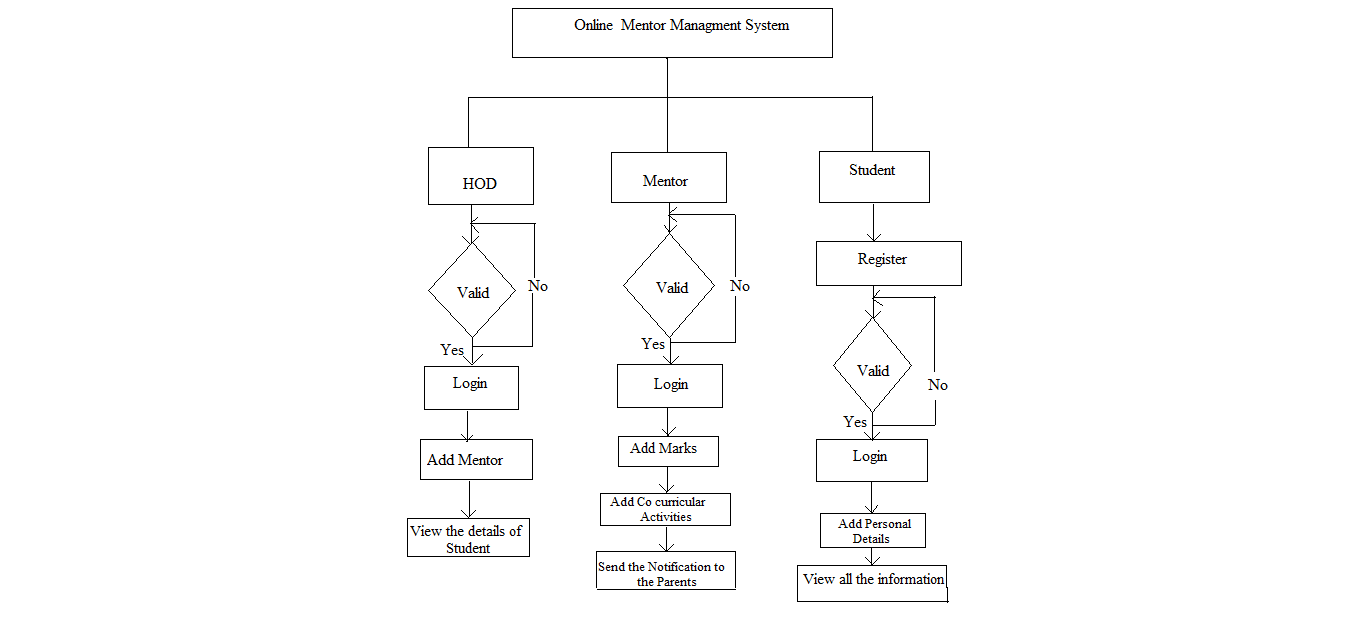 Online Mentor Managment System
HOD
Mentor
Student
Register
Valid
No
Yes
Valid
No
Yes
Valid
No
Yes
Login
Login
Login
Add Mentor
Add Marks
Add Co curricular
Activities
Add Personal
Details
View the details of
Student
Send the Notification to
the Parents
View all the information